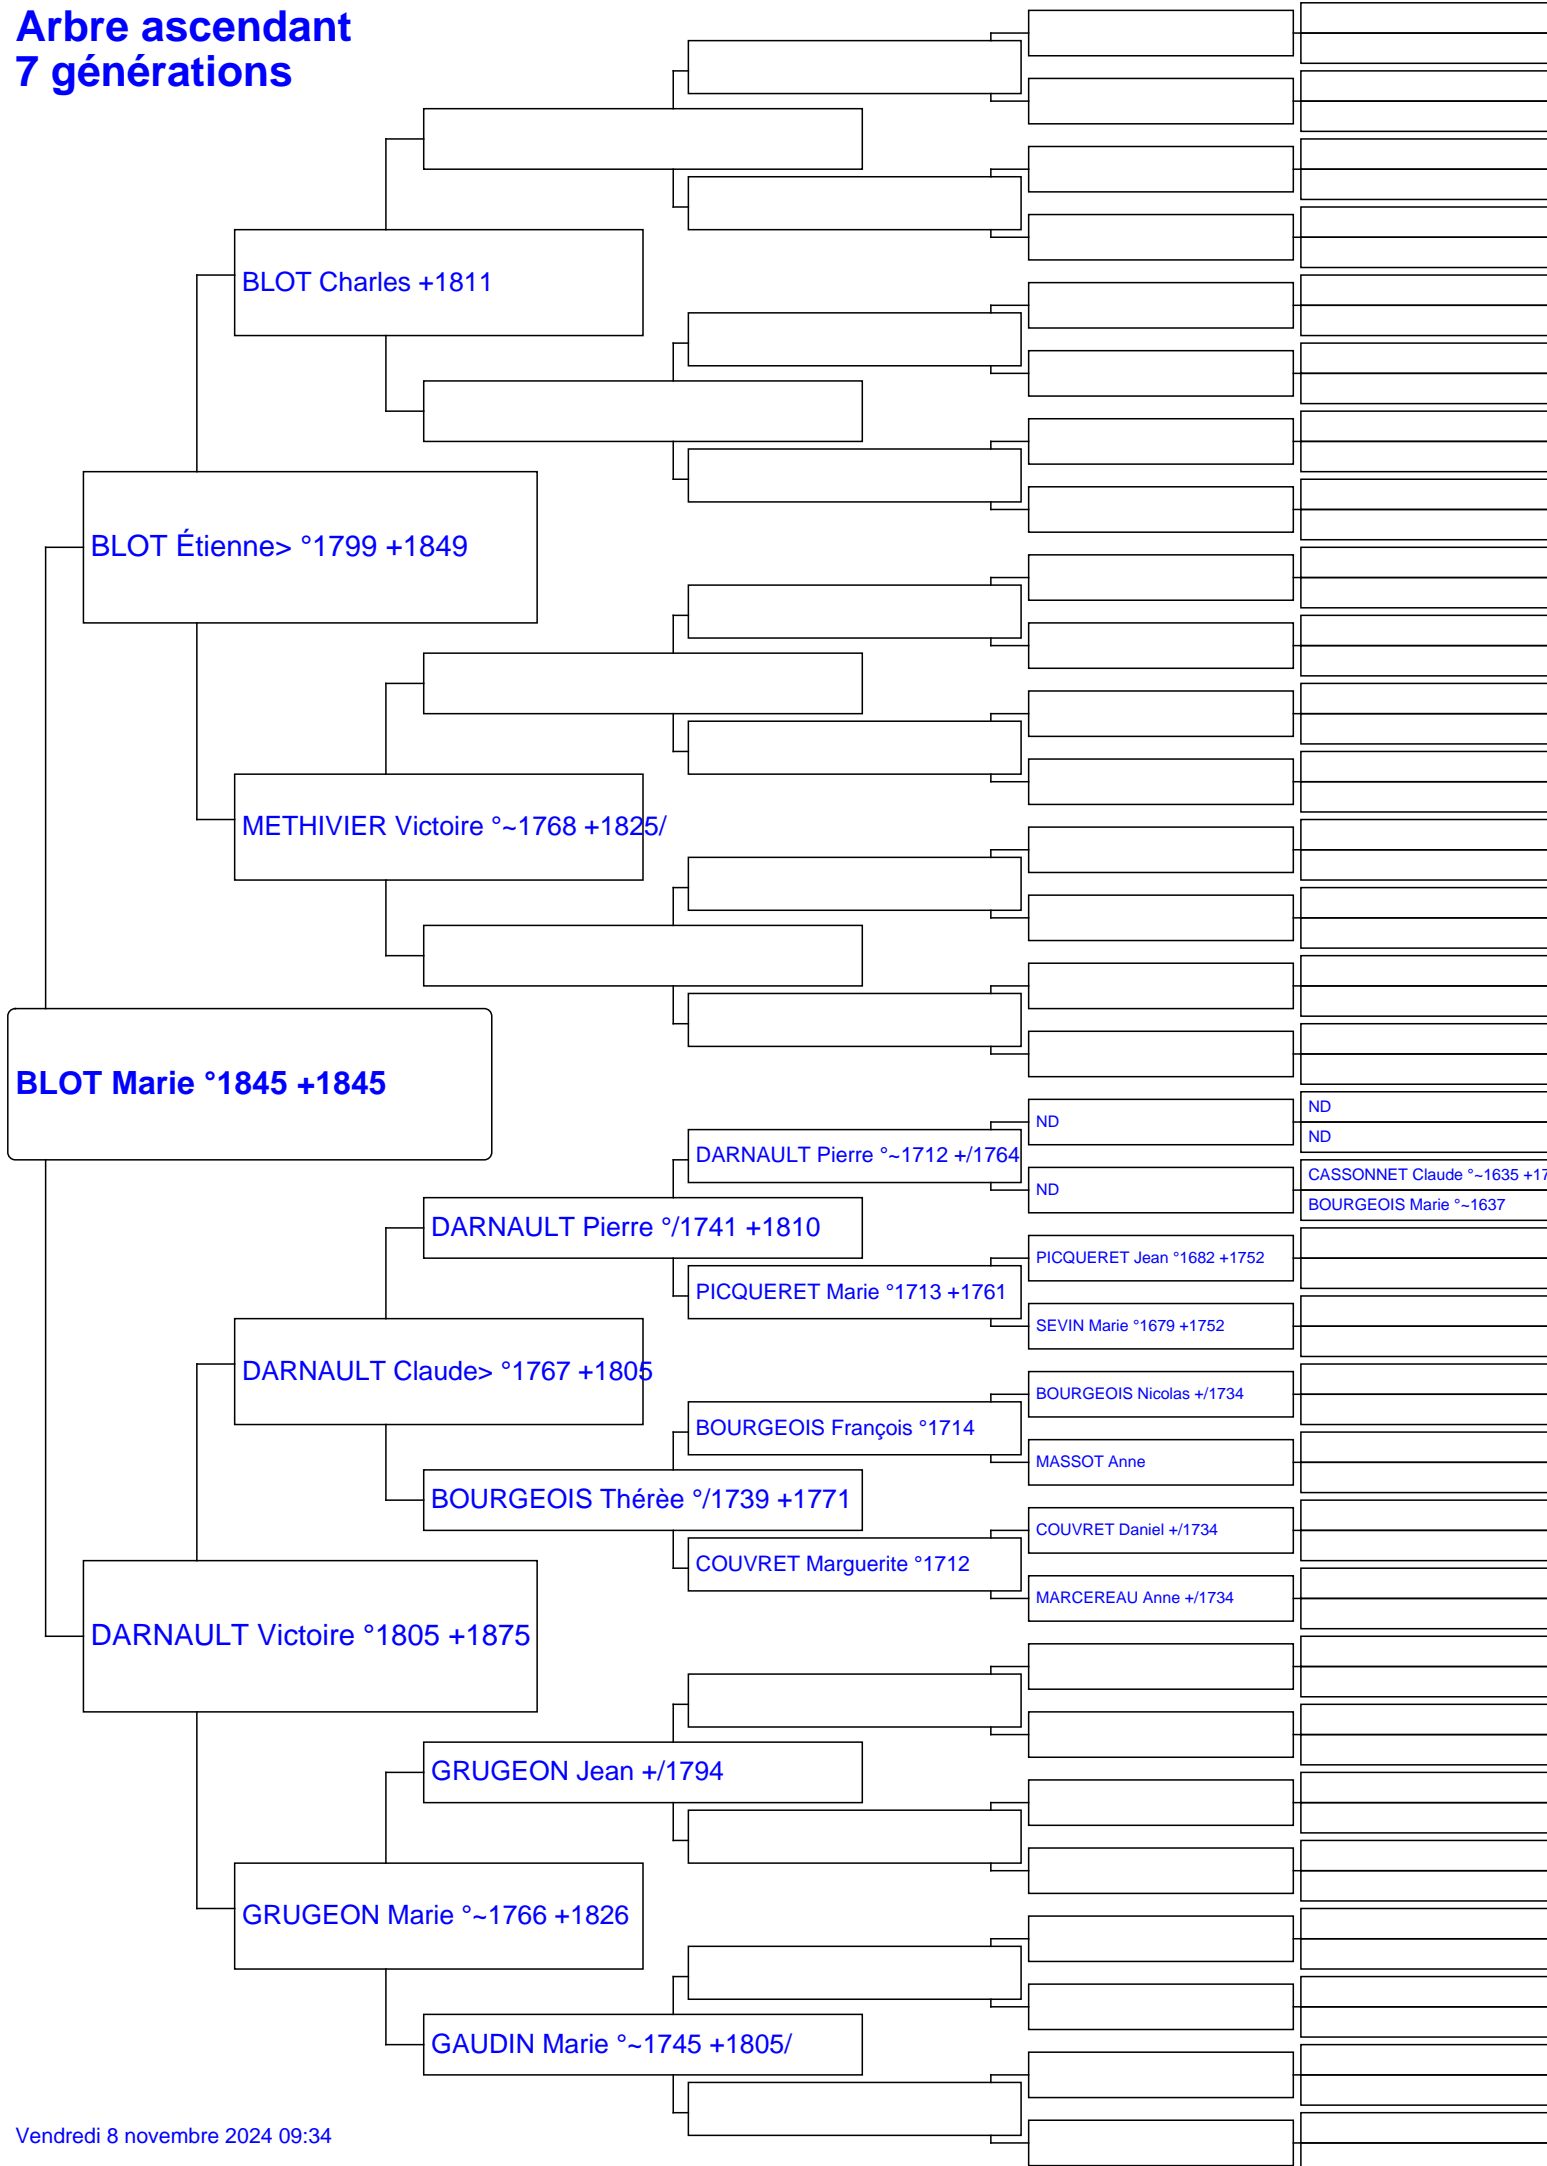 Arbre ascendant
7 générations
BLOT Charles +1811
BLOT Étienne> °1799 +1849
METHIVIER Victoire °~1768 +1825/
BLOT Marie °1845 +1845
ND
ND
ND
DARNAULT Pierre °~1712 +/1764
ND
CASSONNET Claude °~1635 +17
BOURGEOIS Marie °~1637
DARNAULT Pierre °/1741 +1810
PICQUERET Jean °1682 +1752
PICQUERET Marie °1713 +1761
SEVIN Marie °1679 +1752
DARNAULT Claude> °1767 +1805
BOURGEOIS Nicolas +/1734
BOURGEOIS François °1714
MASSOT Anne
BOURGEOIS Thérèe °/1739 +1771
COUVRET Daniel +/1734
COUVRET Marguerite °1712
MARCEREAU Anne +/1734
DARNAULT Victoire °1805 +1875
GRUGEON Jean +/1794
GRUGEON Marie °~1766 +1826
GAUDIN Marie °~1745 +1805/
Vendredi 8 novembre 2024 09:34